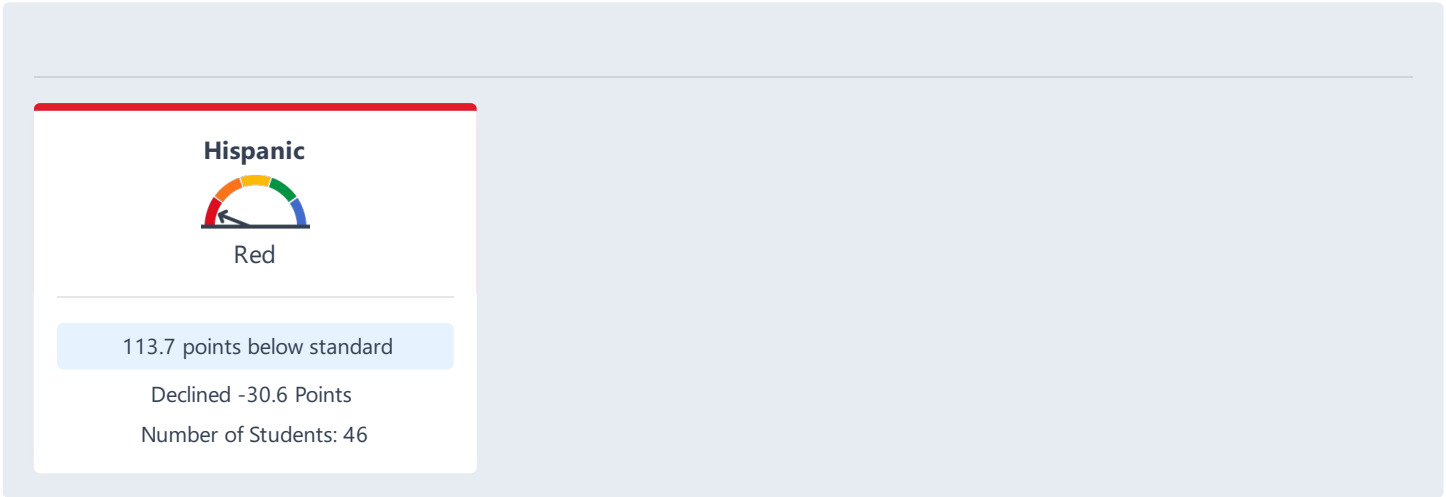 Hispanic
Red
113.7 points below standard
Declined -30.6 Points
Number of Students: 46